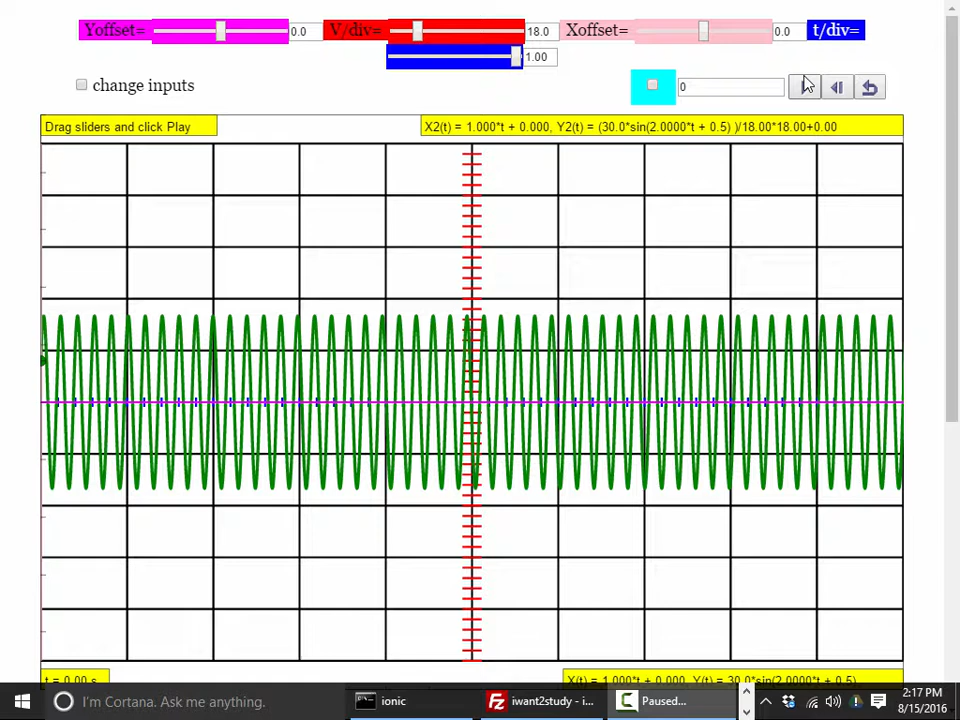 Yoffset= 0.0 V/div= 18.0 Xoffset= 0.0 t/div=
1.00
change inputs 0
Drag sliders and click Play X2(t) = 1.000*t + 0.000, Y2(t) = (30.0*sin(2.0000*t + 0.5) )/18.00*18.00+0.00
t = 0.00 s X(t) = 1.000*t + 0.000, Y(t) = 30.0*sin(2.0000*t + 0.5),
I'm Cortana. Ask me anything. ionic iwant2study - i... Paused... 2:17 PM
8/15/2016